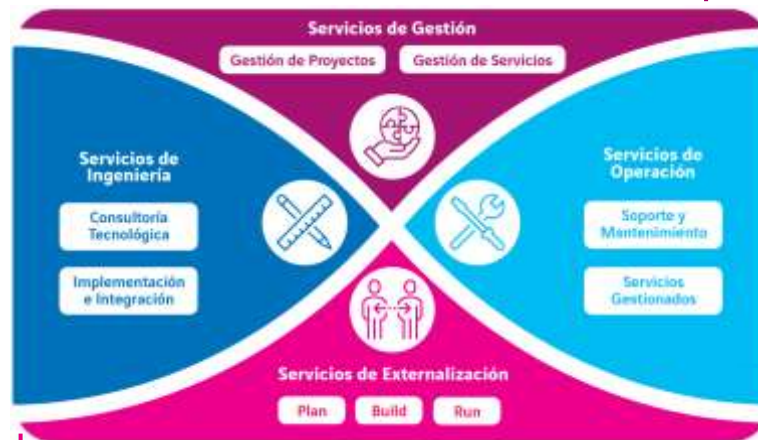 Servicios de Gestión
Gestión de Proyectos
Gestión de Servicios
Servicios de
Ingeniería
Consultoría
Tecnológica
Implementación
e Integración
Servicios de
Operación
Soporte y
Mantenimiento
Servicios
Gestionados
Servicios de Externalización
Plan
Build
Run